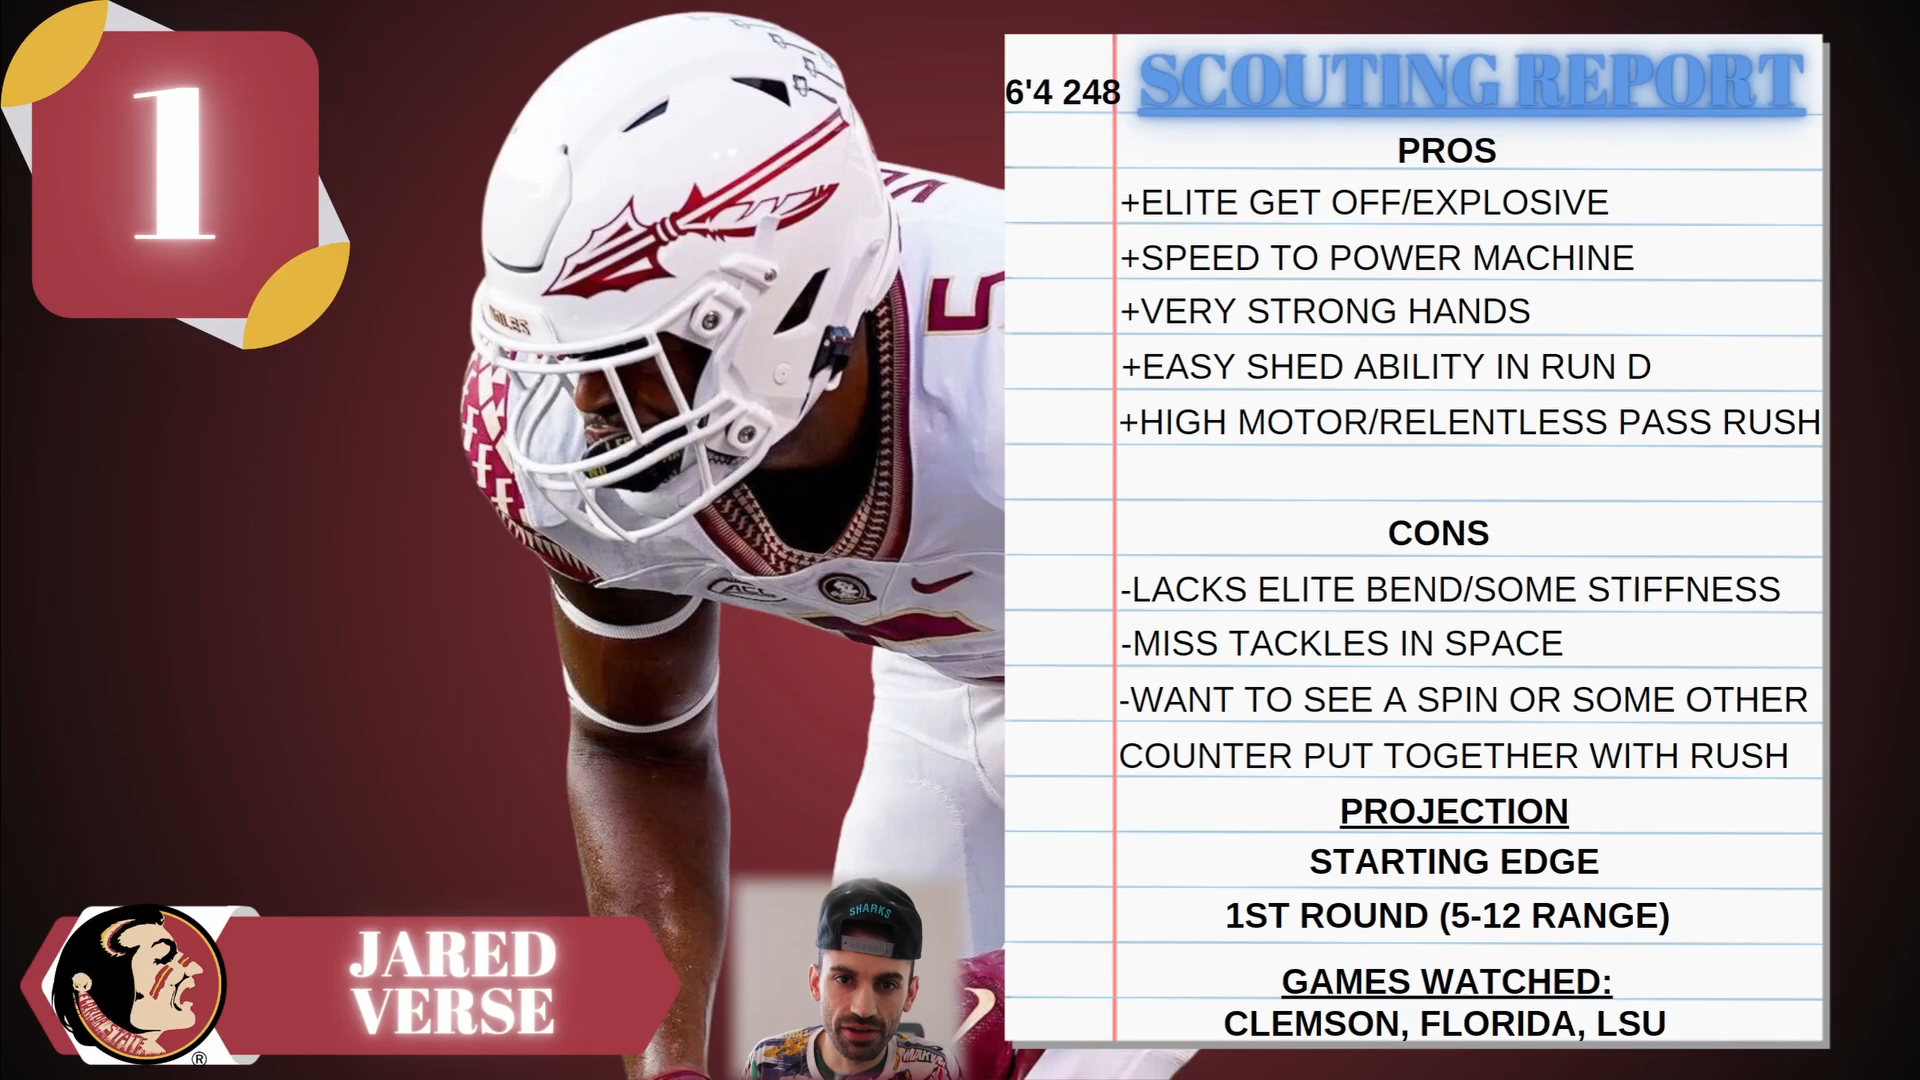 1
6'4 248
SCOUTING REPORT
PROS
+ELITE GET OFF/EXPLOSIVE
+SPEED TO POWER MACHINE
+VERY STRONG HANDS
+EASY SHED ABILITY IN RUN D
+HIGH MOTOR/RELENTLESS PASS RUSH
CONS
-LACKS ELITE BEND/SOME STIFFNESS
-MISS TACKLES IN SPACE
-WANT TO SEE A SPIN OR SOME OTHER
COUNTER PUT TOGETHER WITH RUSH
PROJECTION
STARTING EDGE
1ST ROUND (5-12 RANGE)
GAMES WATCHED:
CLEMSON, FLORIDA, LSU
JARED
VERSE
®
SHARKS
ACC
5